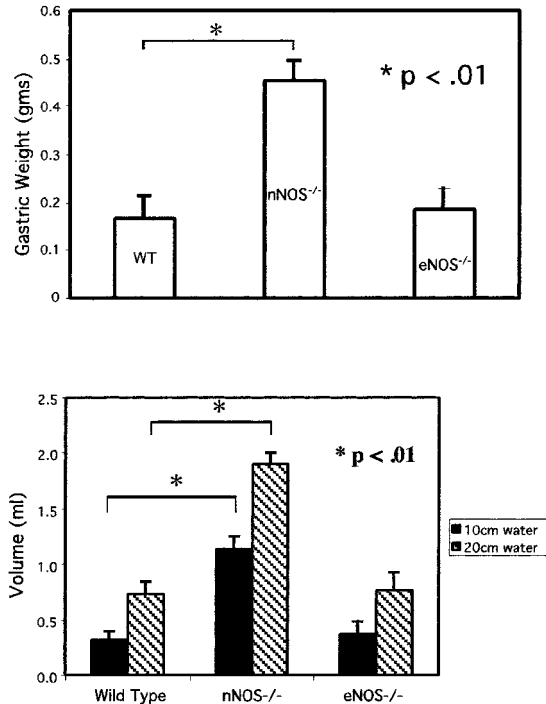 Gastric Weight (gms)
0.6
0.5
0.4
0.2
0.1
0
*
* p < .01
WT
nNOS-/-
eNOS-/-
Volume (ml)
2.5
2.0
1.5
1.0
0.5
0.0
*
*
* p < .01
10cm water
20cm water
Wild Type
nNOS-/-
eNOS-/-